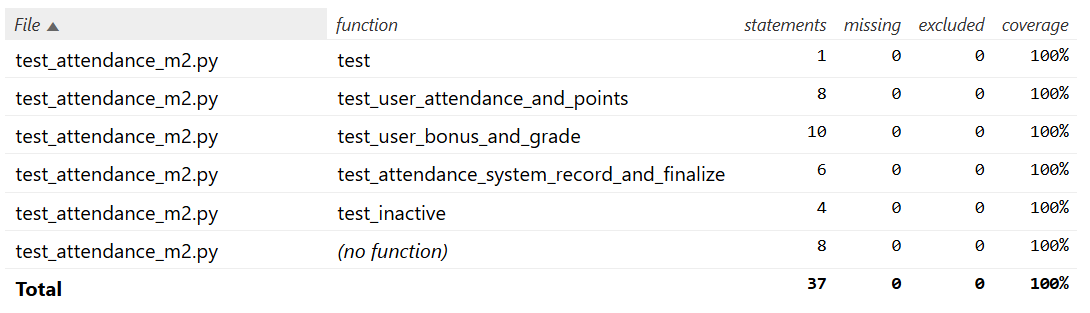 File ▲ function statements missing excluded coverage
test_attendance_m2.py test 1 0 0 100%
test_attendance_m2.py test_user_attendance_and_points 8 0 0 100%
test_attendance_m2.py test_user_bonus_and_grade 10 0 0 100%
test_attendance_m2.py test_attendance_system_record_and_finalize 6 0 0 100%
test_attendance_m2.py test_inactive 4 0 0 100%
test_attendance_m2.py (no function) 8 0 0 100%
Total 37 0 0 100%